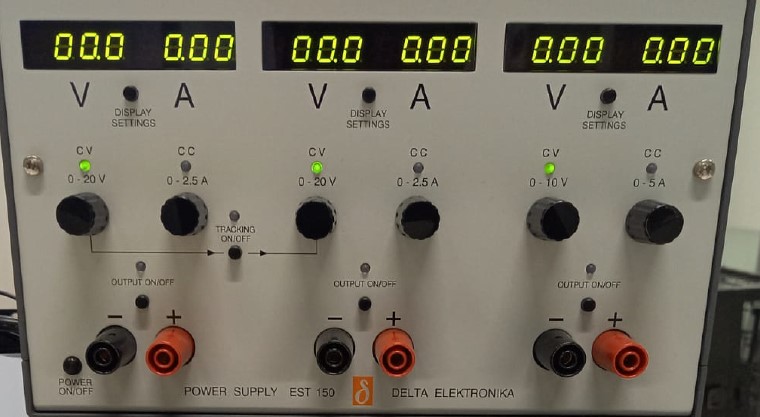 00.0 0.00 00.0 0.00 0.00 0.00
V A V A V A
DISPLAY SETTINGS DISPLAY SETTINGS DISPLAY SETTINGS
CV CC CV CC CV CC
0 - 20 V 0 - 2.5 A 0 - 20 V 0 - 2.5 A 0 - 10 V 0 - 5 A
TRACKING
ON/OFF
OUTPUT ON/OFF OUTPUT ON/OFF OUTPUT ON/OFF
− + − + − +
POWER
ON/OFF
POWER SUPPLY EST 150 δ DELTA ELEKTRONIKA